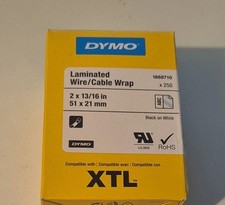 DYMO
Laminated
Wire/Cable Wrap
1868710
x 250
2 x 13/16 in
51 x 21 mm
Black on White
DYMO
RoHS
Compatible with • Compatible avec • Compatible con
XTL™